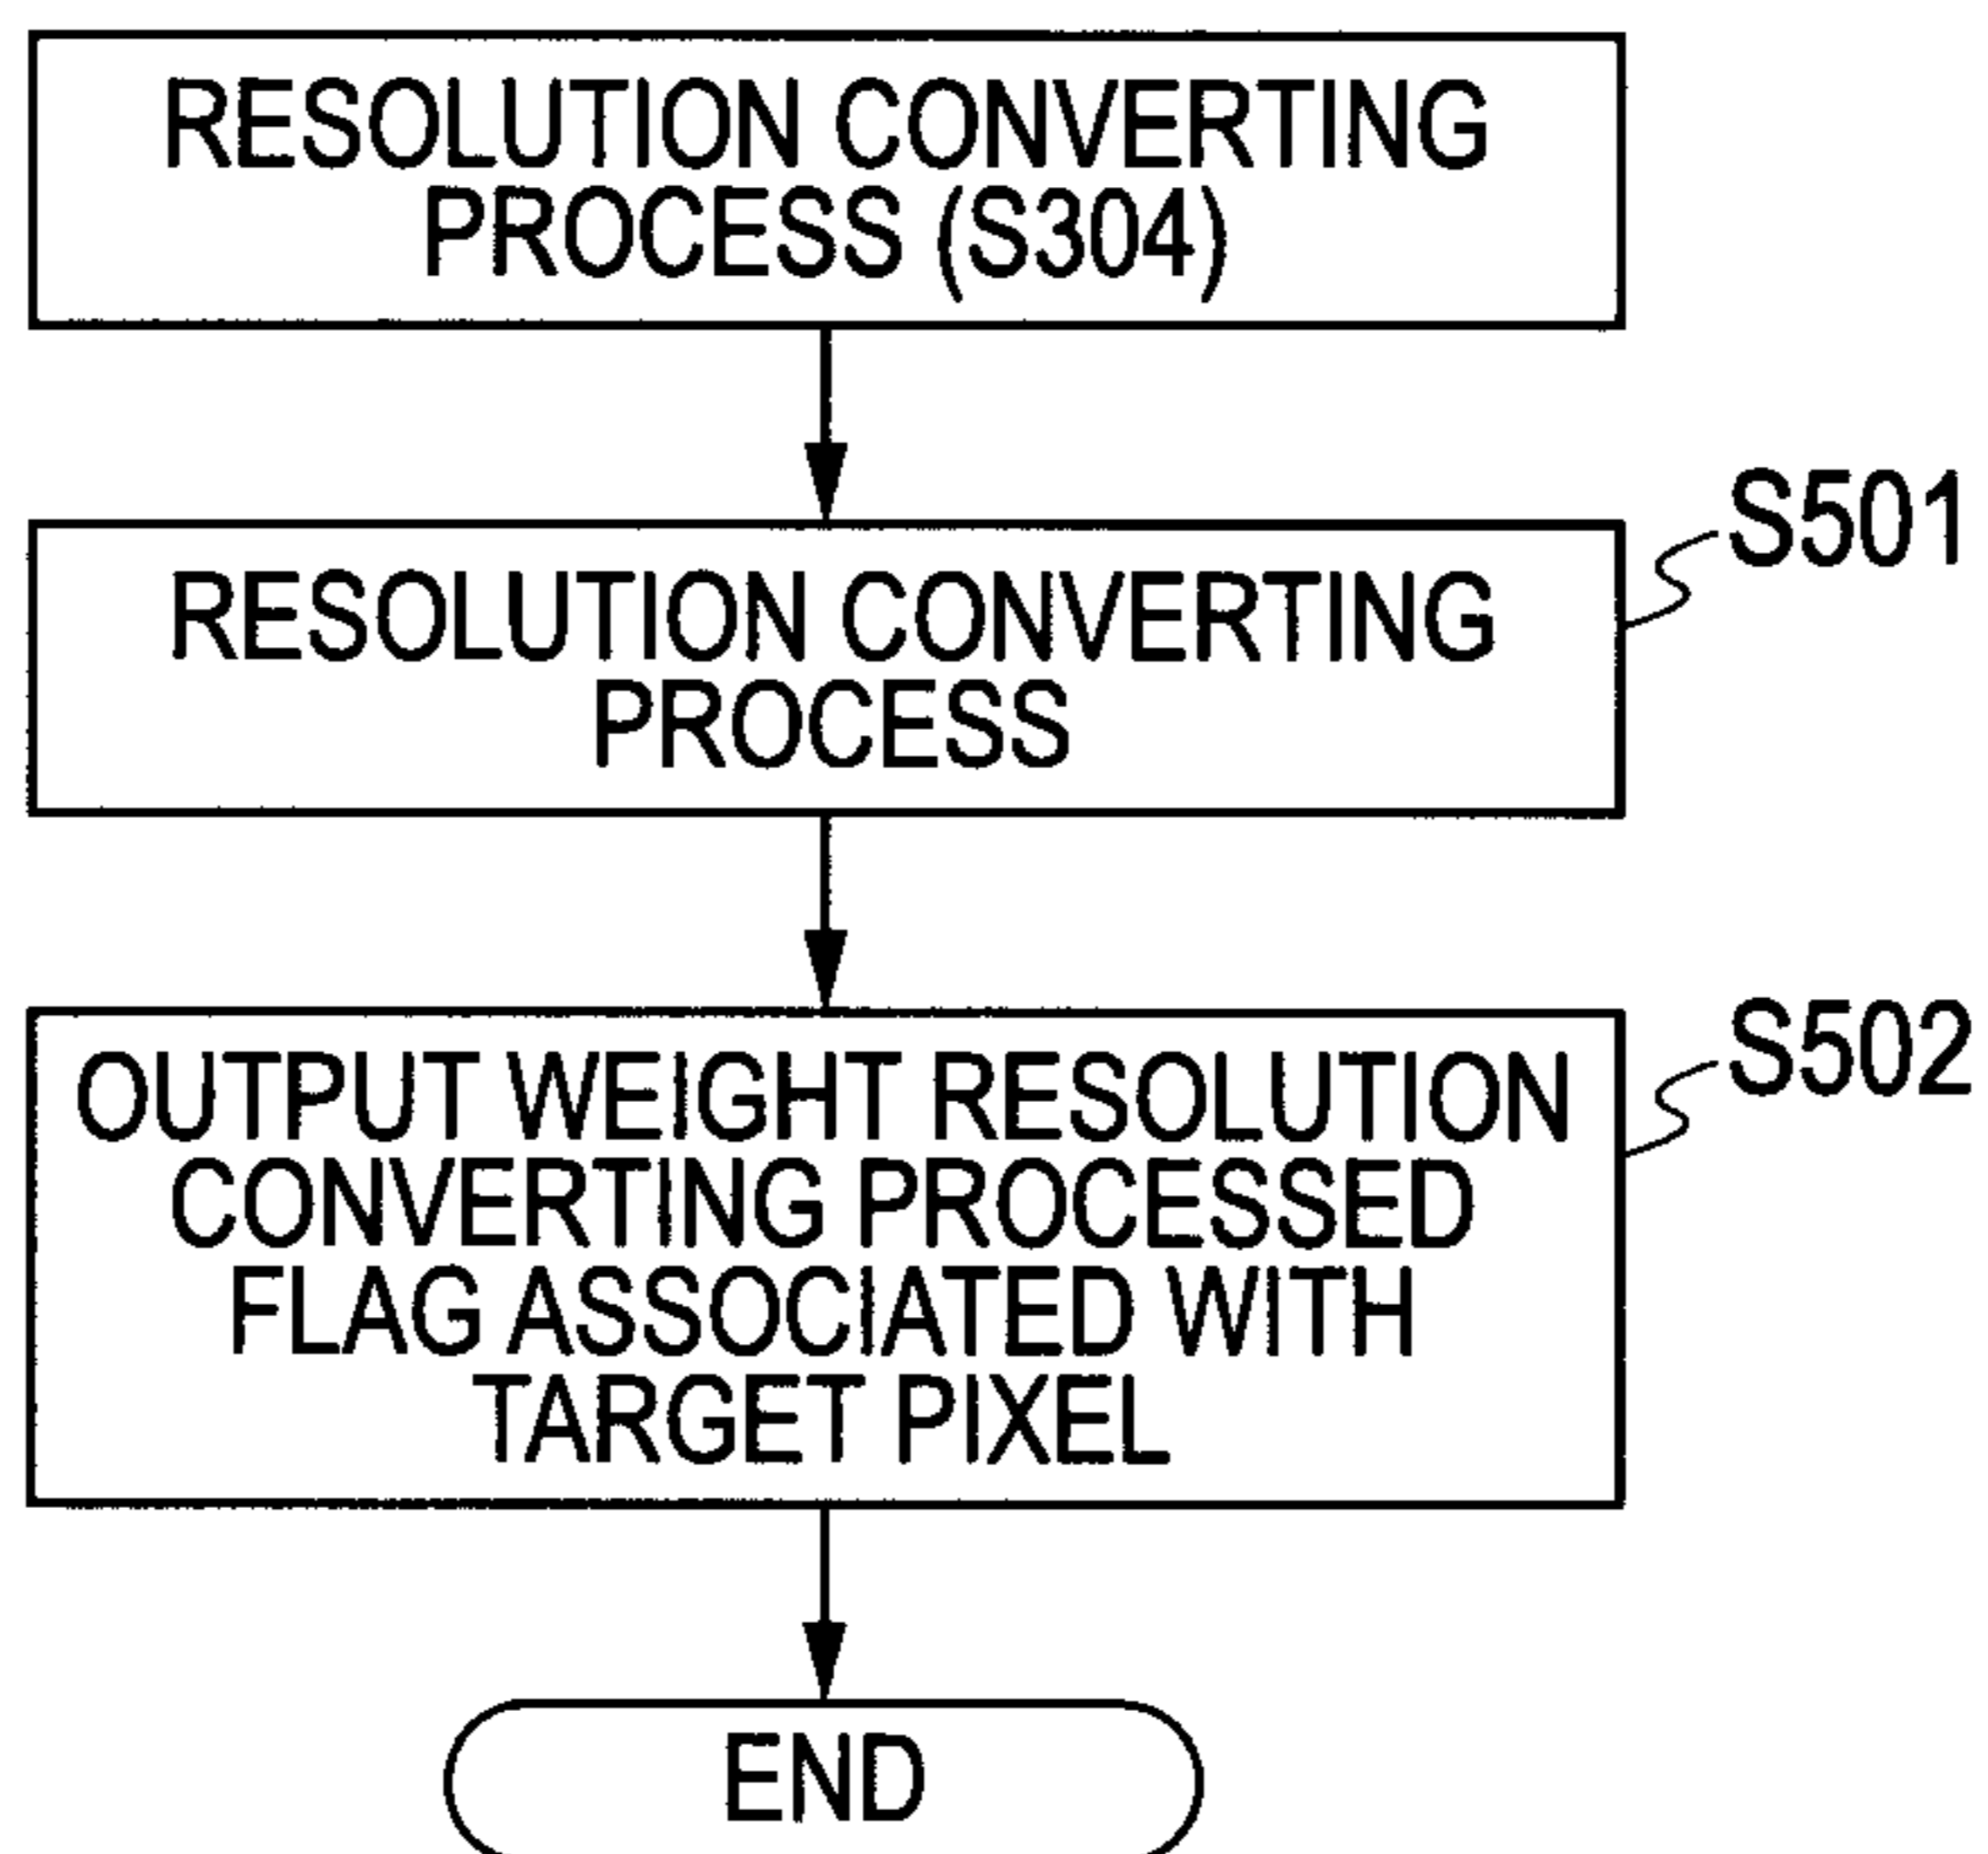 RESOLUTION CONVERTING
PROCESS (S304)
S501
RESOLUTION CONVERTING
PROCESS
S502
OUTPUT WEIGHT RESOLUTION
CONVERTING PROCESSED
FLAG ASSOCIATED WITH
TARGET PIXEL
END